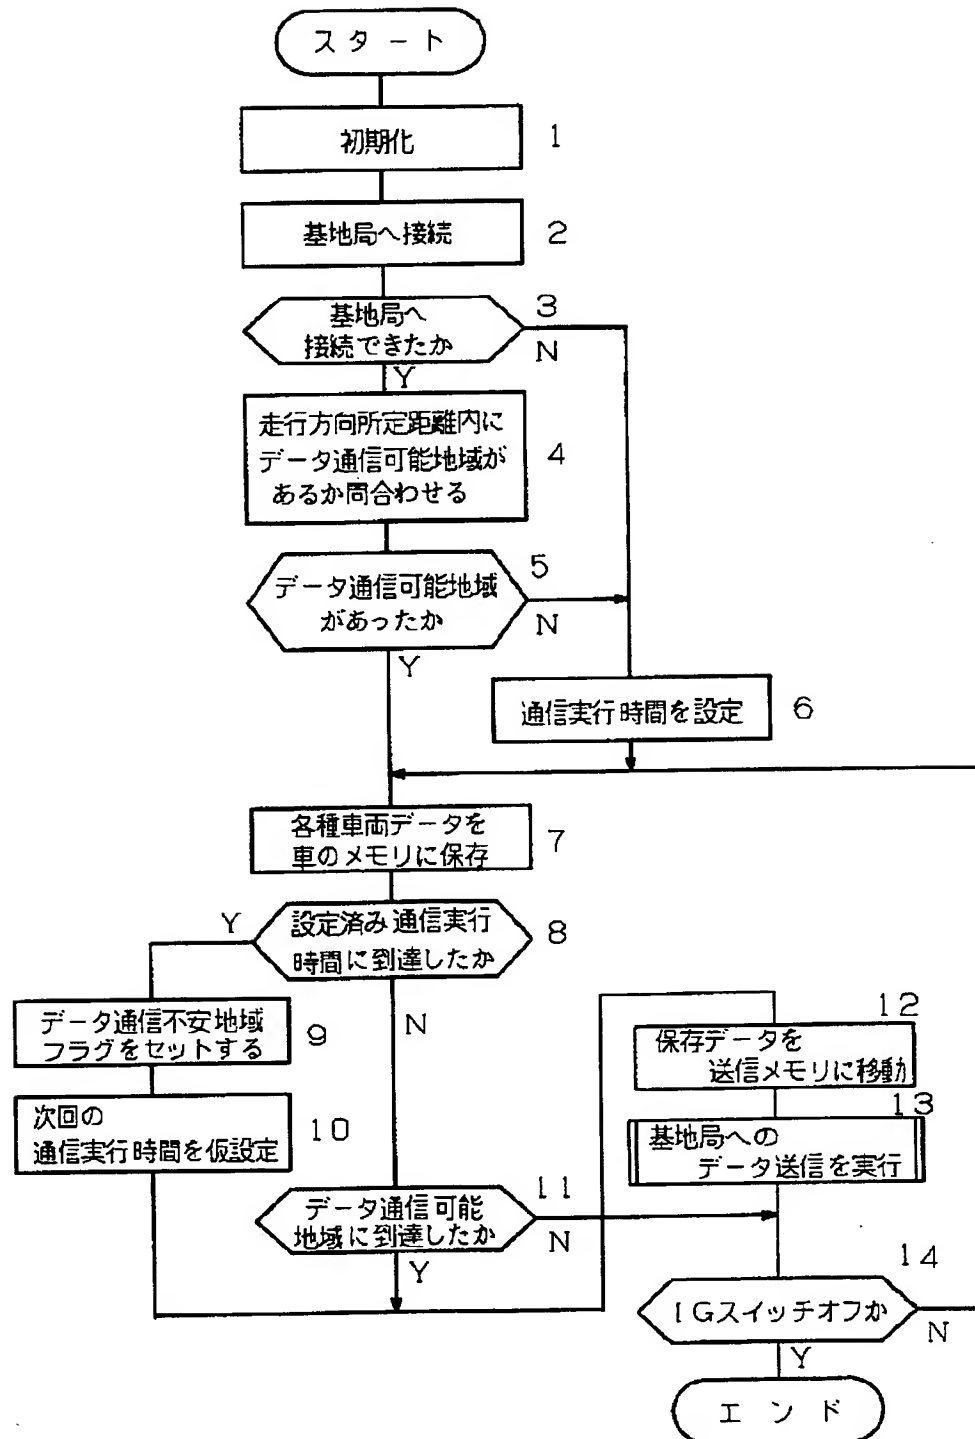 スタート
初期化
1
基地局へ接続
2
基地局へ
接続できたか
3
N
Y
走行方向所定距離内に
データ通信可能地域が
あるか問合わせる
4
データ通信可能地域
があったか
5
N
Y
通信実行時間を設定
6
各種車両データを
車のメモリに保存
7
設定済み通信実行
時間に到達したか
8
Y
N
データ通信不安地域
フラグをセットする
9
次回の
通信実行時間を仮設定
10
データ通信可能
地域に到達したか
11
N
Y
保存データを
送信メモリに移動
12
基地局への
データ送信を実行
13
IGスイッチオフか
14
N
Y
エンド